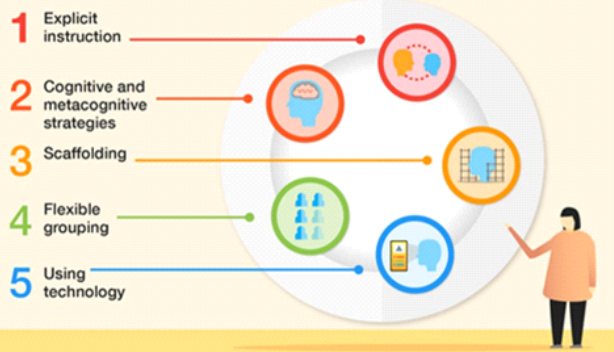 1 Explicit
instruction
2 Cognitive and
metacognitive
strategies
3 Scaffolding
4 Flexible
grouping
5 Using
technology